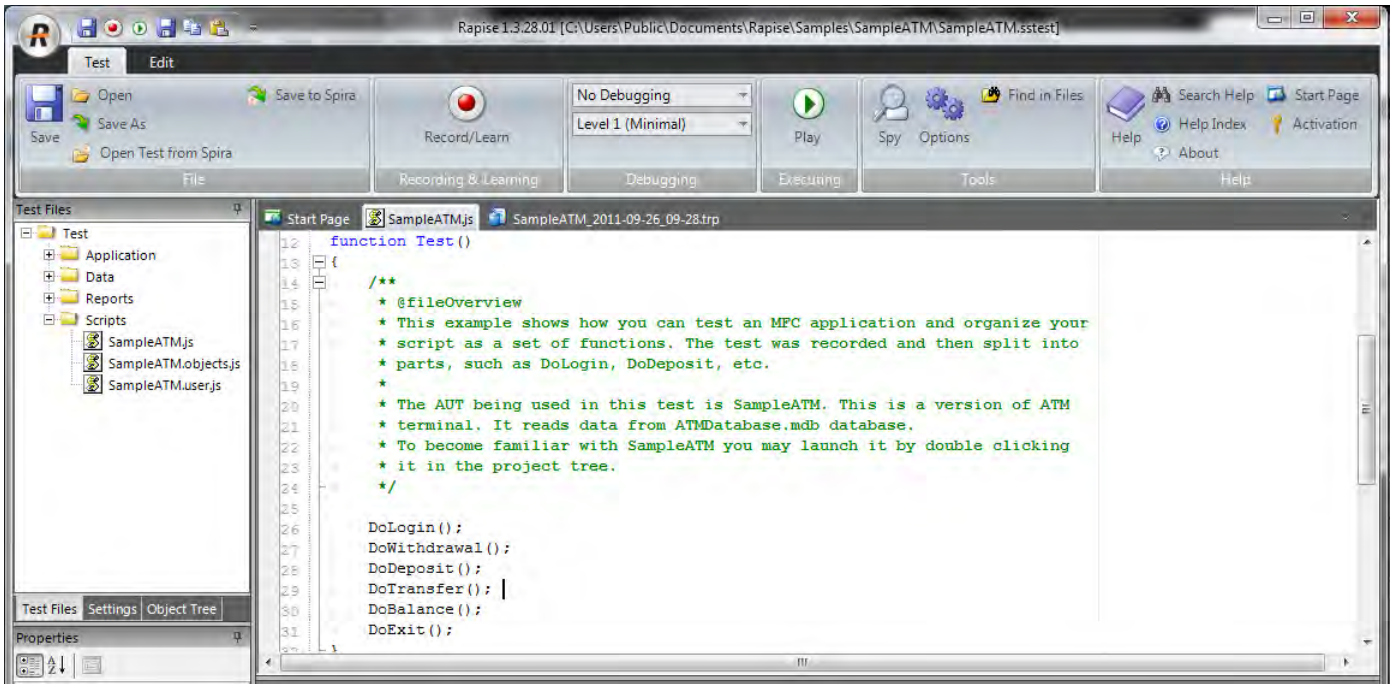 Rapise 1.3.28.01 [C:\Users\Public\Documents\Rapise\Samples\SampleATM\SampleATM.sstest]
Test Edit
Save
Open
Save As
Open Test from Spira
Save to Spira
File
Record/Learn
Recording & Learning
No Debugging
Level 1 (Minimal)
Debugging
Play
Executing
Spy
Options
Find in Files
Tools
Help
Search Help
Help Index
About
Start Page
Activation
Help
Test Files
Test
Application
Data
Reports
Scripts
SampleATM.js
SampleATM.objects.js
SampleATM.user.js
Test Files Settings Object Tree
Properties
Start Page SampleATM.js SampleATM_2011-09-26_09-28.trp
12 function Test()
13 {
14 /**
15 * @fileOverview
16 * This example shows how you can test an MFC application and organize your
17 * script as a set of functions. The test was recorded and then split into
18 * parts, such as DoLogin, DoDeposit, etc.
19 *
20 * The AUT being used in this test is SampleATM. This is a version of ATM
21 * terminal. It reads data from ATMDatabase.mdb database.
22 * To become familiar with SampleATM you may launch it by double clicking
23 * it in the project tree.
24 */
25
26 DoLogin();
27 DoWithdrawal();
28 DoDeposit();
29 DoTransfer();
30 DoBalance();
31 DoExit();
32 }